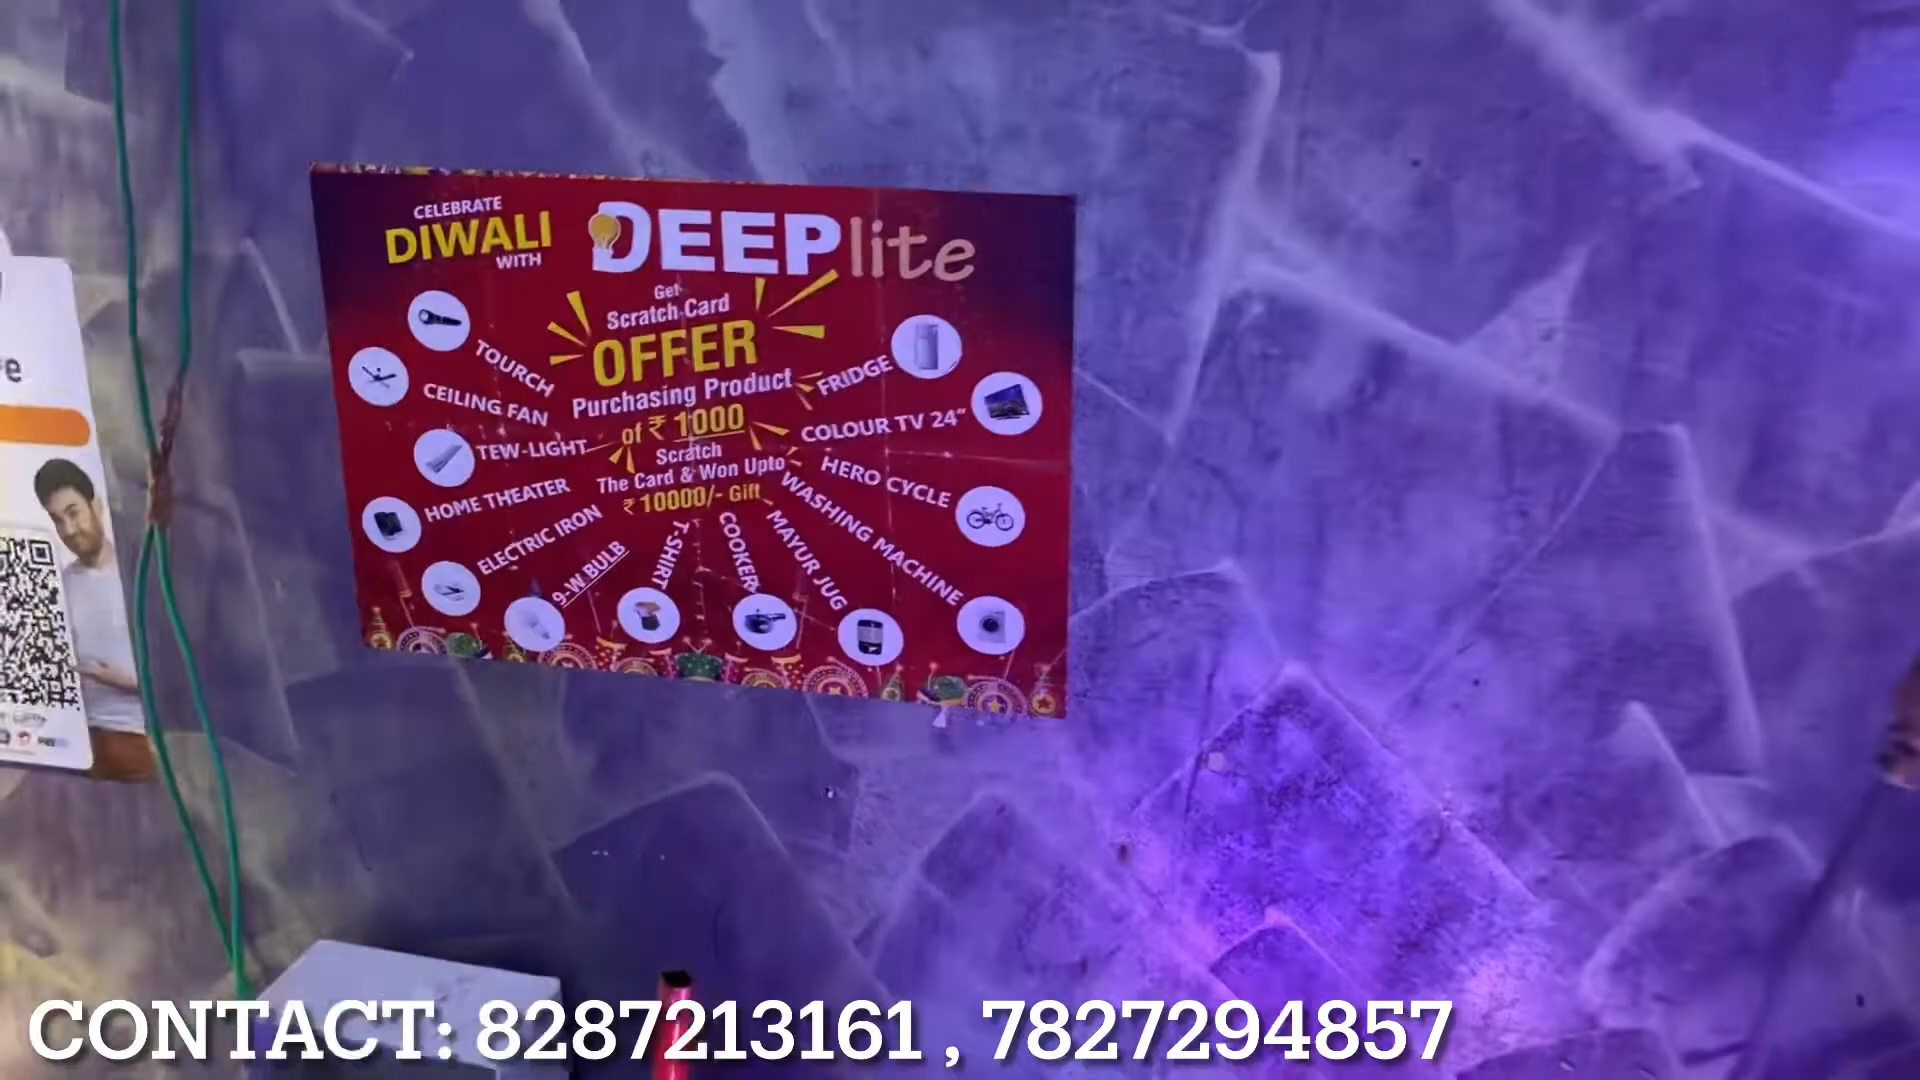 CELEBRATE
DIWALI
WITH
DEEPlite
Get
Scratch Card
OFFER
Purchasing Product
of ₹ 1000
Scratch
The Card & Won Upto
₹ 10000/- Gift
TOURCH
CEILING FAN
TEW-LIGHT
HOME THEATER
ELECTRIC IRON
9-W BULB
T-SHIRT
COOKER
MAYUR JUG
WASHING MACHINE
HERO CYCLE
COLOUR TV 24"
FRIDGE
CONTACT: 8287213161 , 7827294857